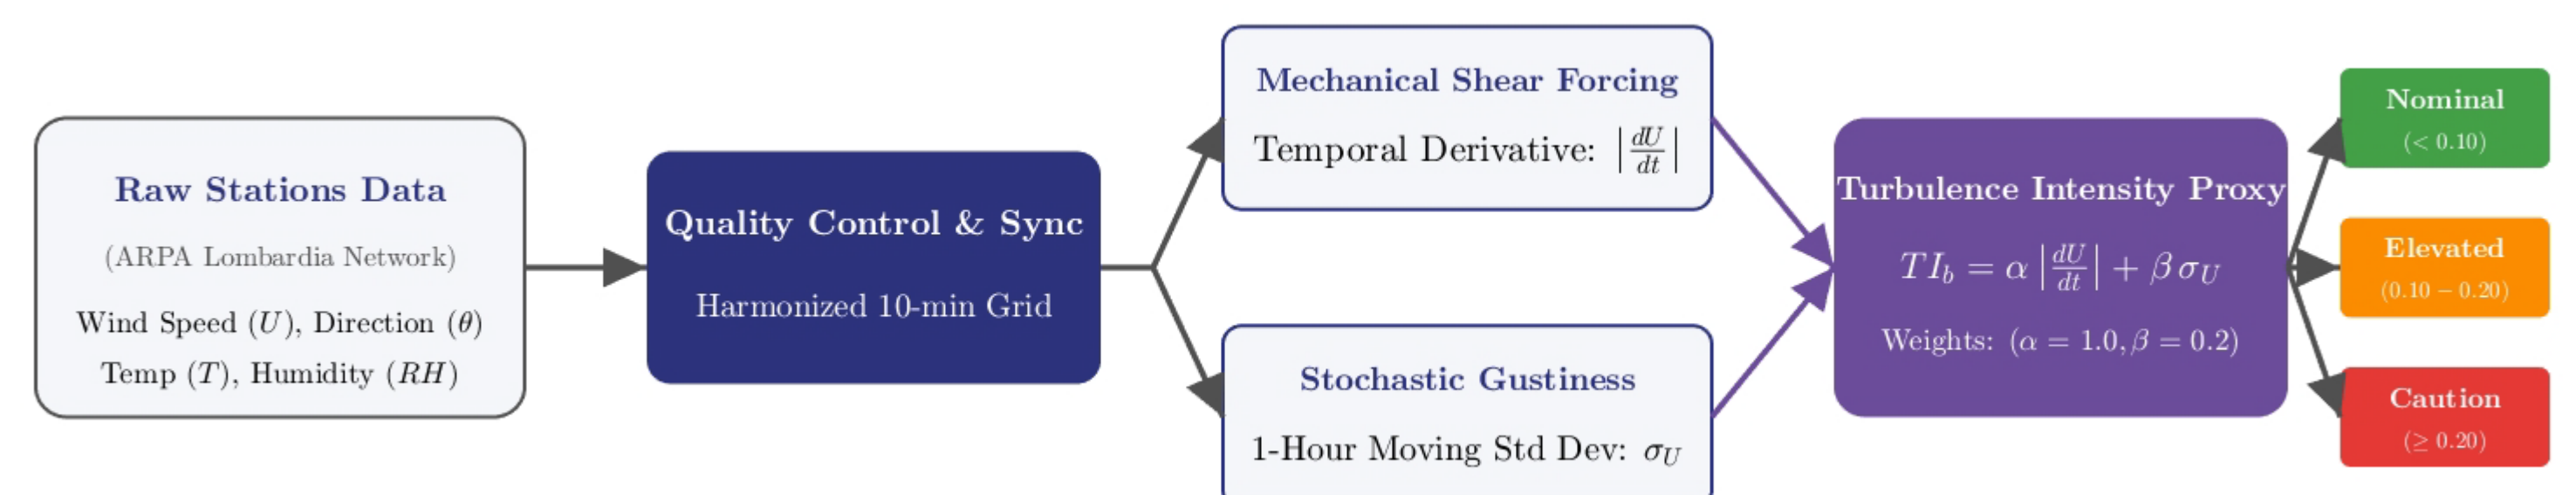 Raw Stations Data
(ARPA Lombardia Network)
Wind Speed (U), Direction (θ)
Temp (T), Humidity (RH)
Quality Control & Sync
Harmonized 10-min Grid
Mechanical Shear Forcing
Temporal Derivative: |dU/dt|
Stochastic Gustiness
1-Hour Moving Std Dev: σ_U
Turbulence Intensity Proxy
TI_b = α |dU/dt| + β σ_U
Weights: (α = 1.0, β = 0.2)
Nominal
(< 0.10)
Elevated
(0.10 − 0.20)
Caution
(≥ 0.20)